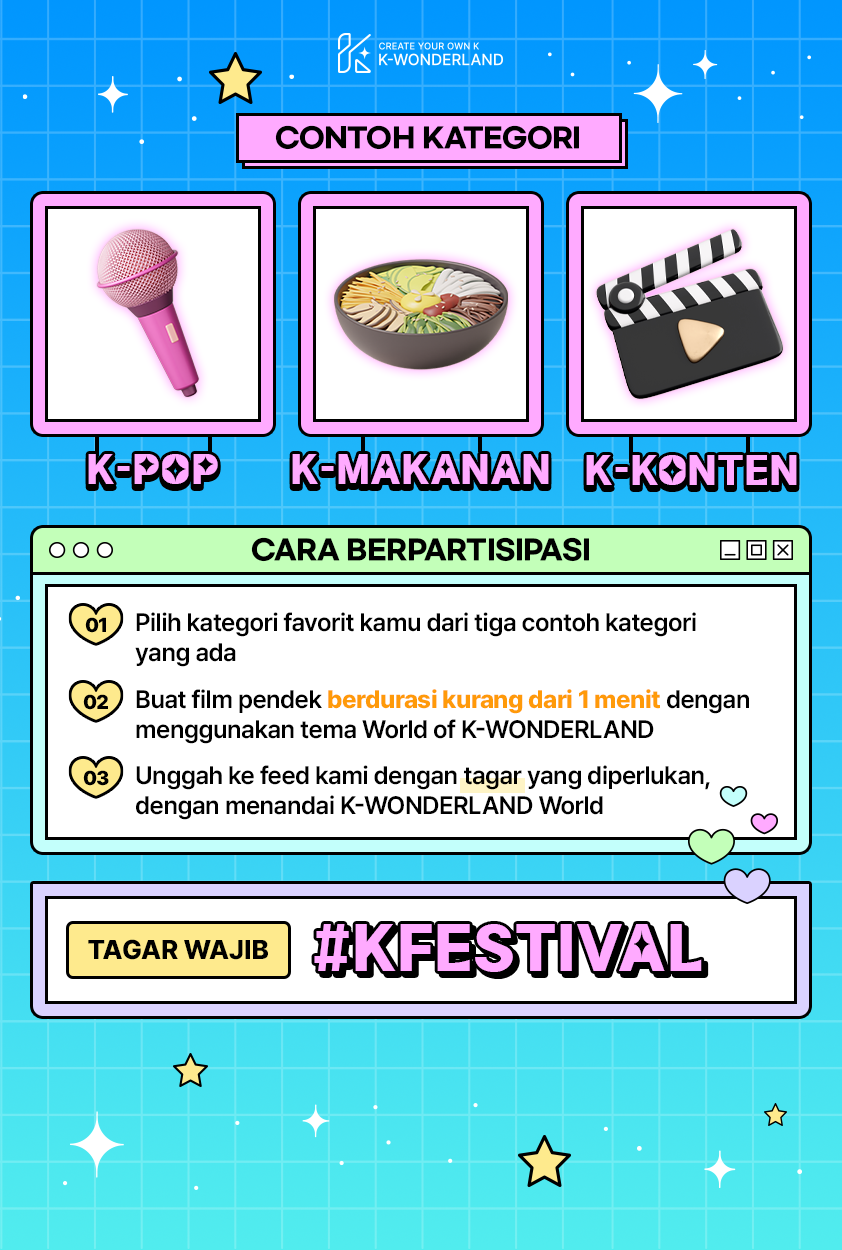 CREATE YOUR OWN K
K-WONDERLAND
CONTOH KATEGORI
K-POP
K-MAKANAN
K-KONTEN
CARA BERPARTISIPASI
01
Pilih kategori favorit kamu dari tiga contoh kategori
yang ada
02
Buat film pendek berdurasi kurang dari 1 menit dengan
menggunakan tema World of K-WONDERLAND
03
Unggah ke feed kami dengan tagar yang diperlukan,
dengan menandai K-WONDERLAND World
TAGAR WAJIB
#KFESTIVAL